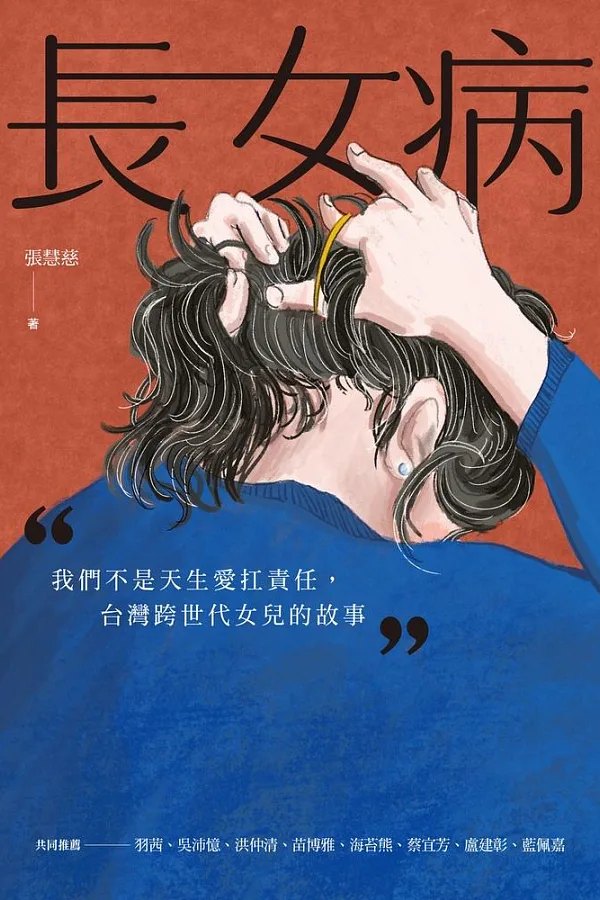 長女病
張慧慈
著
“我們不是天生愛扛責任，
台灣跨世代女兒的故事”
共同推薦——羽茜、吳沛憶、洪仲清、苗博雅、海苔熊、蔡宜芳、盧建彰、藍佩嘉